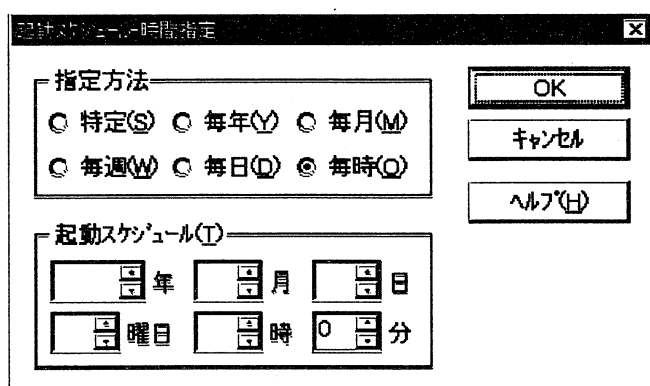 起動スケジュール-時間指定
指定方法
特定(S) 毎年(Y) 毎月(M)
毎週(W) 毎日(D) 毎時(O)
起動スケジュール(T)
年 月 日
曜日 時 0 分
OK
キャンセル
ヘルプ(H)